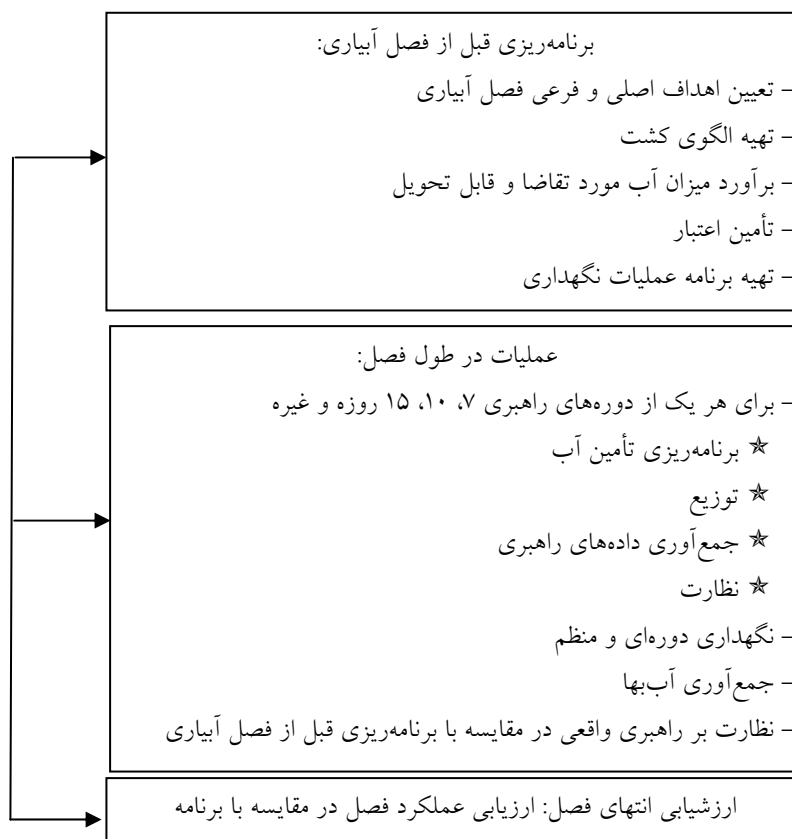 برنامه‌ریزی قبل از فصل آبیاری:
- تعیین اهداف اصلی و فرعی فصل آبیاری
- تهیه الگوی کشت
- برآورد میزان آب مورد تقاضا و قابل تحویل
- تأمین اعتبار
- تهیه برنامه عملیات نگهداری
عملیات در طول فصل:
- برای هر یک از دوره‌های راهبری ۷، ۱۰، ۱۵ روزه و غیره
✯ برنامه‌ریزی تأمین آب
✯ توزیع
✯ جمع‌آوری داده‌های راهبری
✯ نظارت
- نگهداری دوره‌ای و منظم
- جمع‌آوری آب‌بها
- نظارت بر راهبری واقعی در مقایسه با برنامه‌ریزی قبل از فصل آبیاری
ارزشیابی انتهای فصل: ارزیابی عملکرد فصل در مقایسه با برنامه